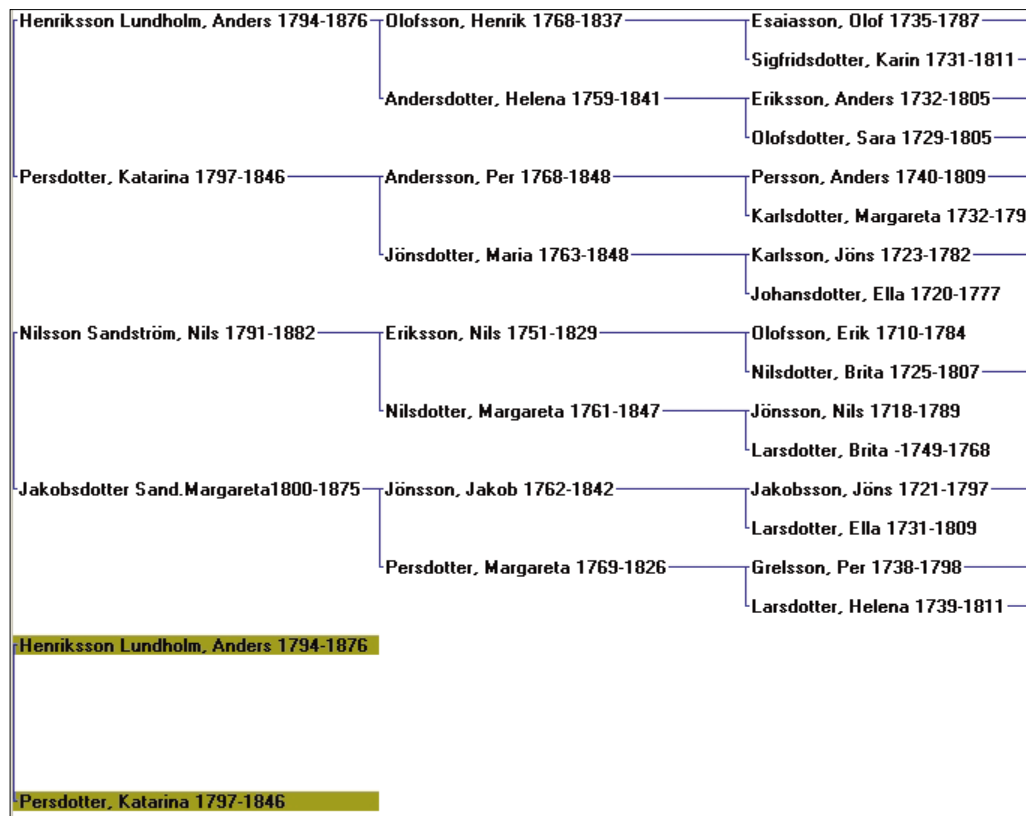 Henriksson Lundholm, Anders 1794-1876 Olofsson, Henrik 1768-1837 Esaiasson, Olof 1735-1787
Sigfridsdotter, Karin 1731-1811
Andersdotter, Helena 1759-1841 Eriksson, Anders 1732-1805
Olofsdotter, Sara 1729-1805
Persdotter, Katarina 1797-1846 Andersson, Per 1768-1848 Persson, Anders 1740-1809
Karlsdotter, Margareta 1732-179
Jönsdotter, Maria 1763-1848 Karlsson, Jöns 1723-1782
Johansdotter, Ella 1720-1777
Nilsson Sandström, Nils 1791-1882 Eriksson, Nils 1751-1829 Olofsson, Erik 1710-1784
Nilsdotter, Brita 1725-1807
Nilsdotter, Margareta 1761-1847 Jönsson, Nils 1718-1789
Larsdotter, Brita -1749-1768
Jakobsdotter Sand.Margareta1800-1875 Jönsson, Jakob 1762-1842 Jakobsson, Jöns 1721-1797
Larsdotter, Ella 1731-1809
Persdotter, Margareta 1769-1826 Grelsson, Per 1738-1798
Larsdotter, Helena 1739-1811
Henriksson Lundholm, Anders 1794-1876
Persdotter, Katarina 1797-1846